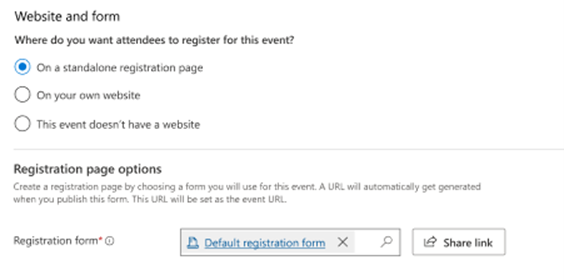 Website and form
Where do you want attendees to register for this event?
On a standalone registration page
On your own website
This event doesn't have a website
Registration page options
Create a registration page by choosing a form you will use for this event. A URL will automatically get generated
when you publish this form. This URL will be set as the event URL.
Registration form* Default registration form Share link